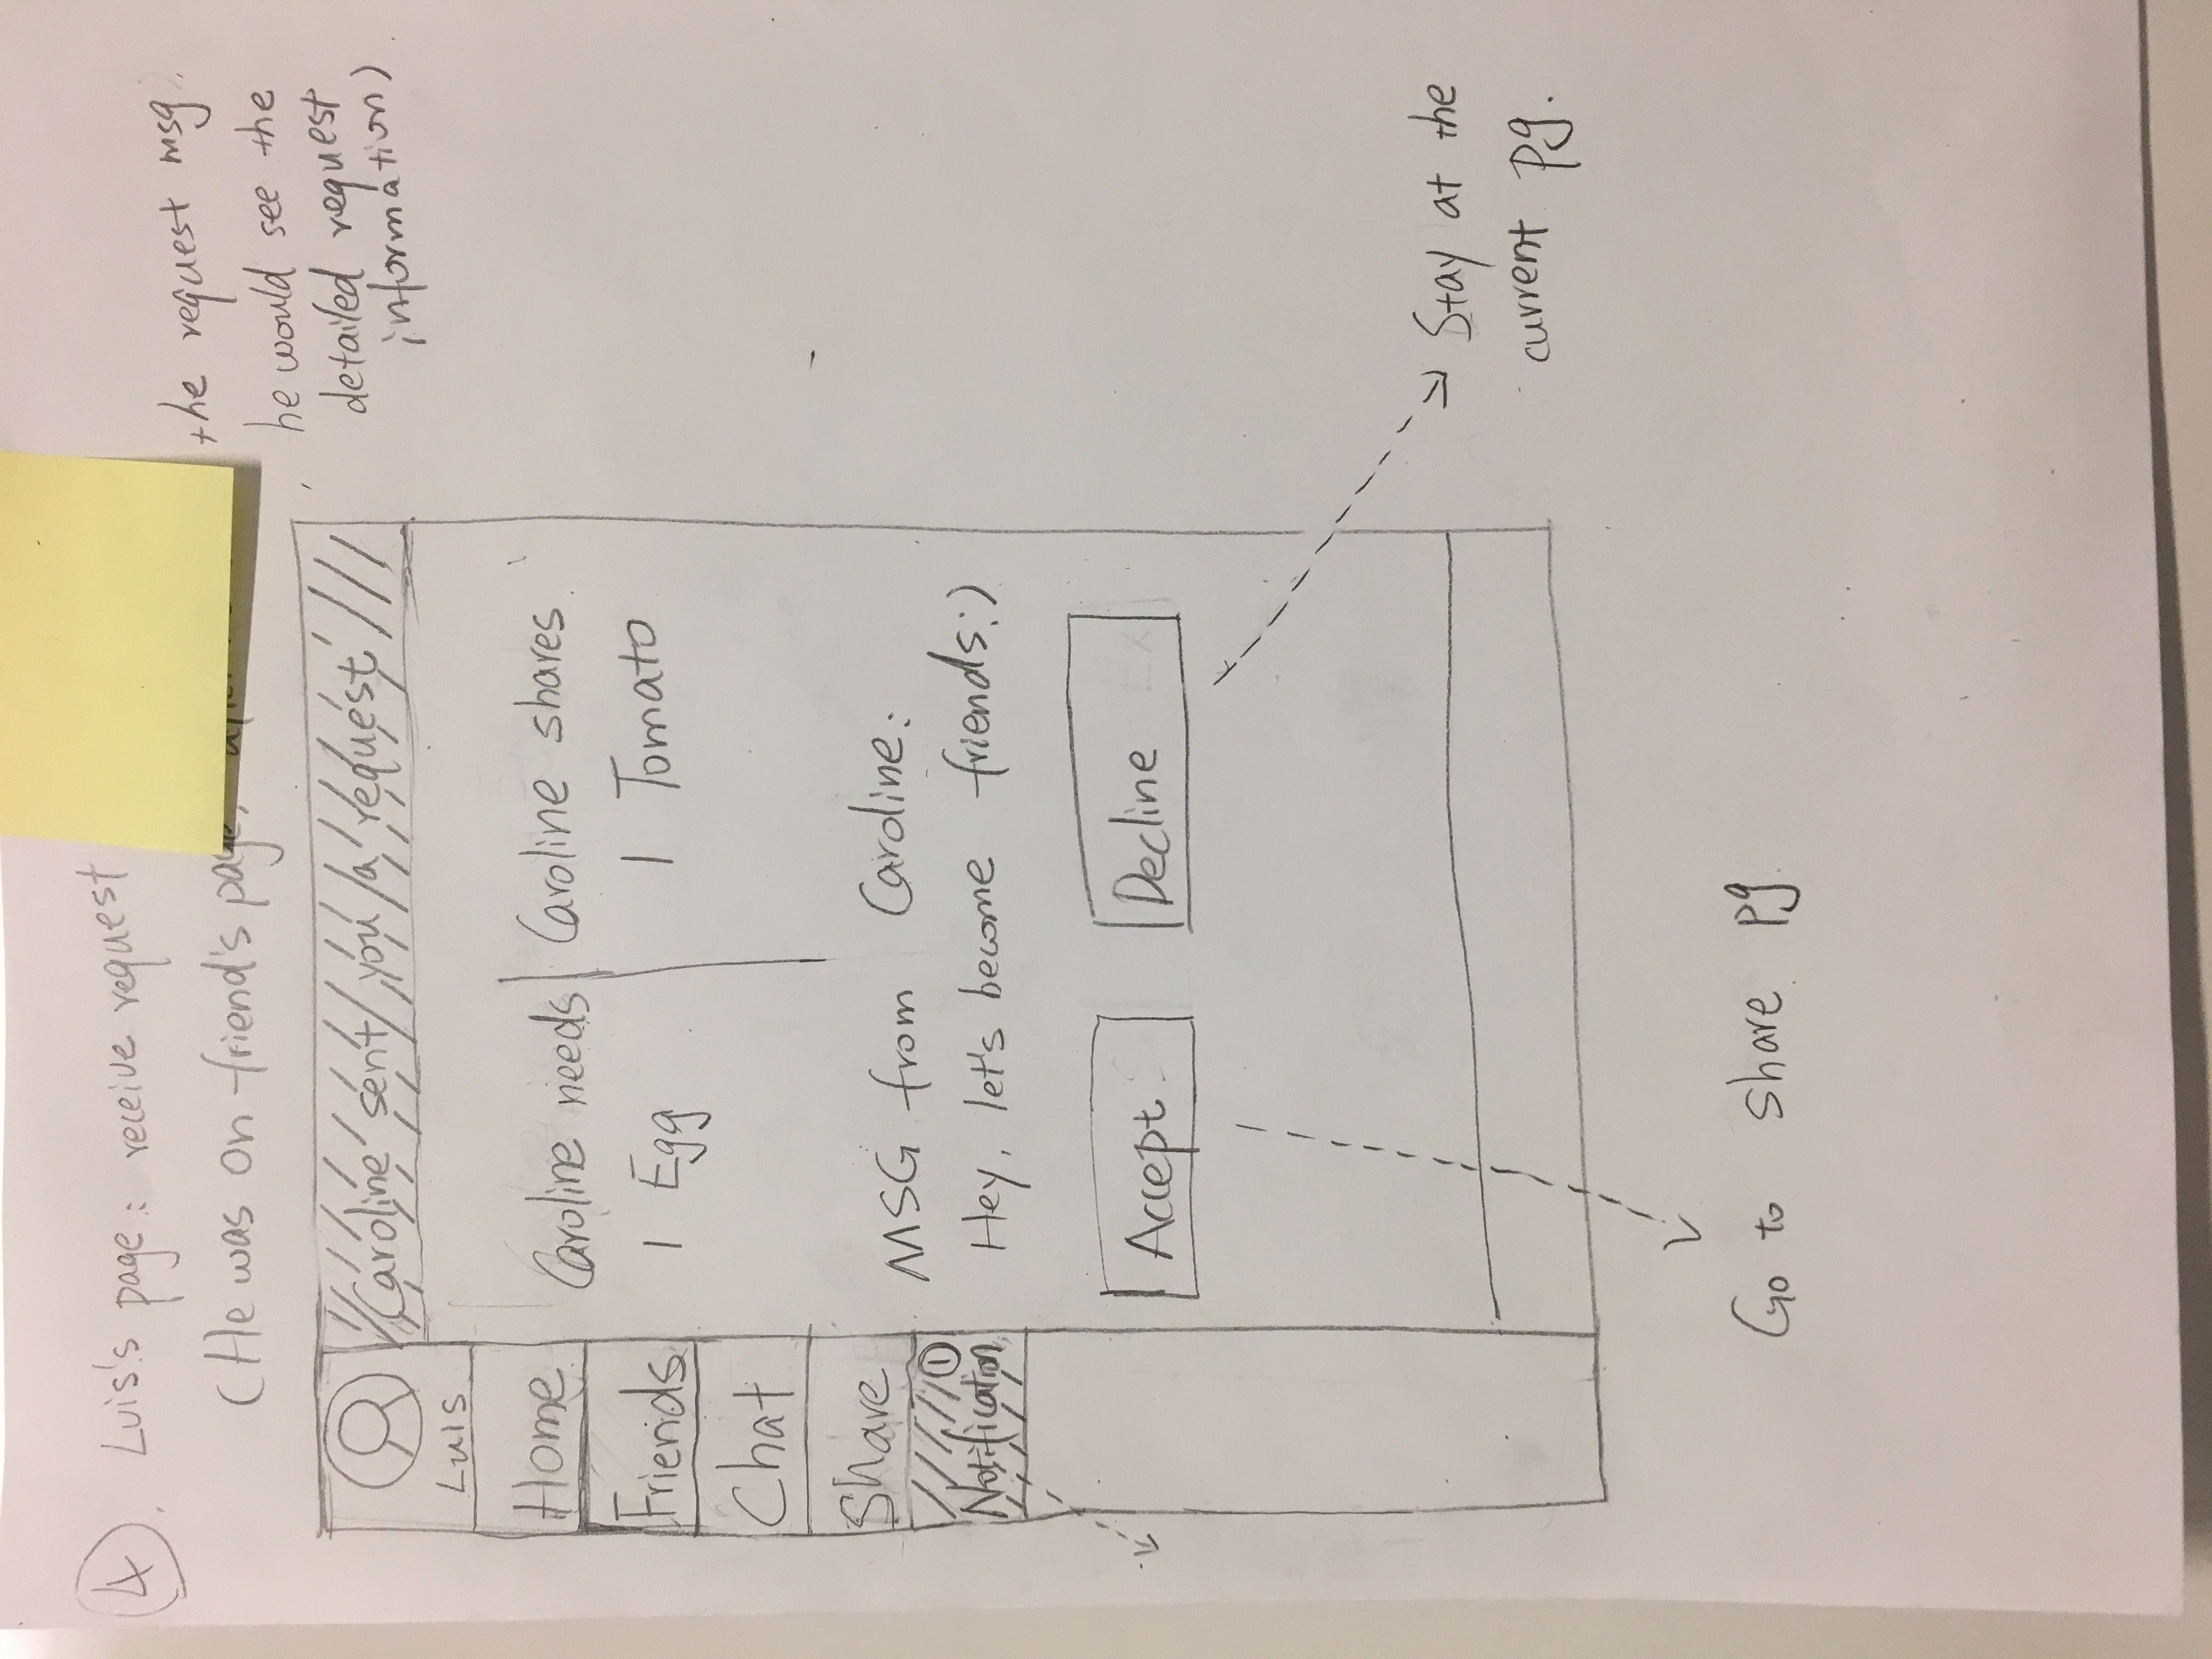 4. Luis's page: receive request
(He was on friend's page, after
the request msg,
he would see the
detailed request
information)
Caroline sent you a request
Luis
Home
Friends
Chat
Share
1
Notification
Caroline needs
1 Egg
Caroline shares
1 Tomato
MSG from Caroline:
Hey, let's become friends:)
Accept
Decline
Stay at the
current pg.
Go to share pg.